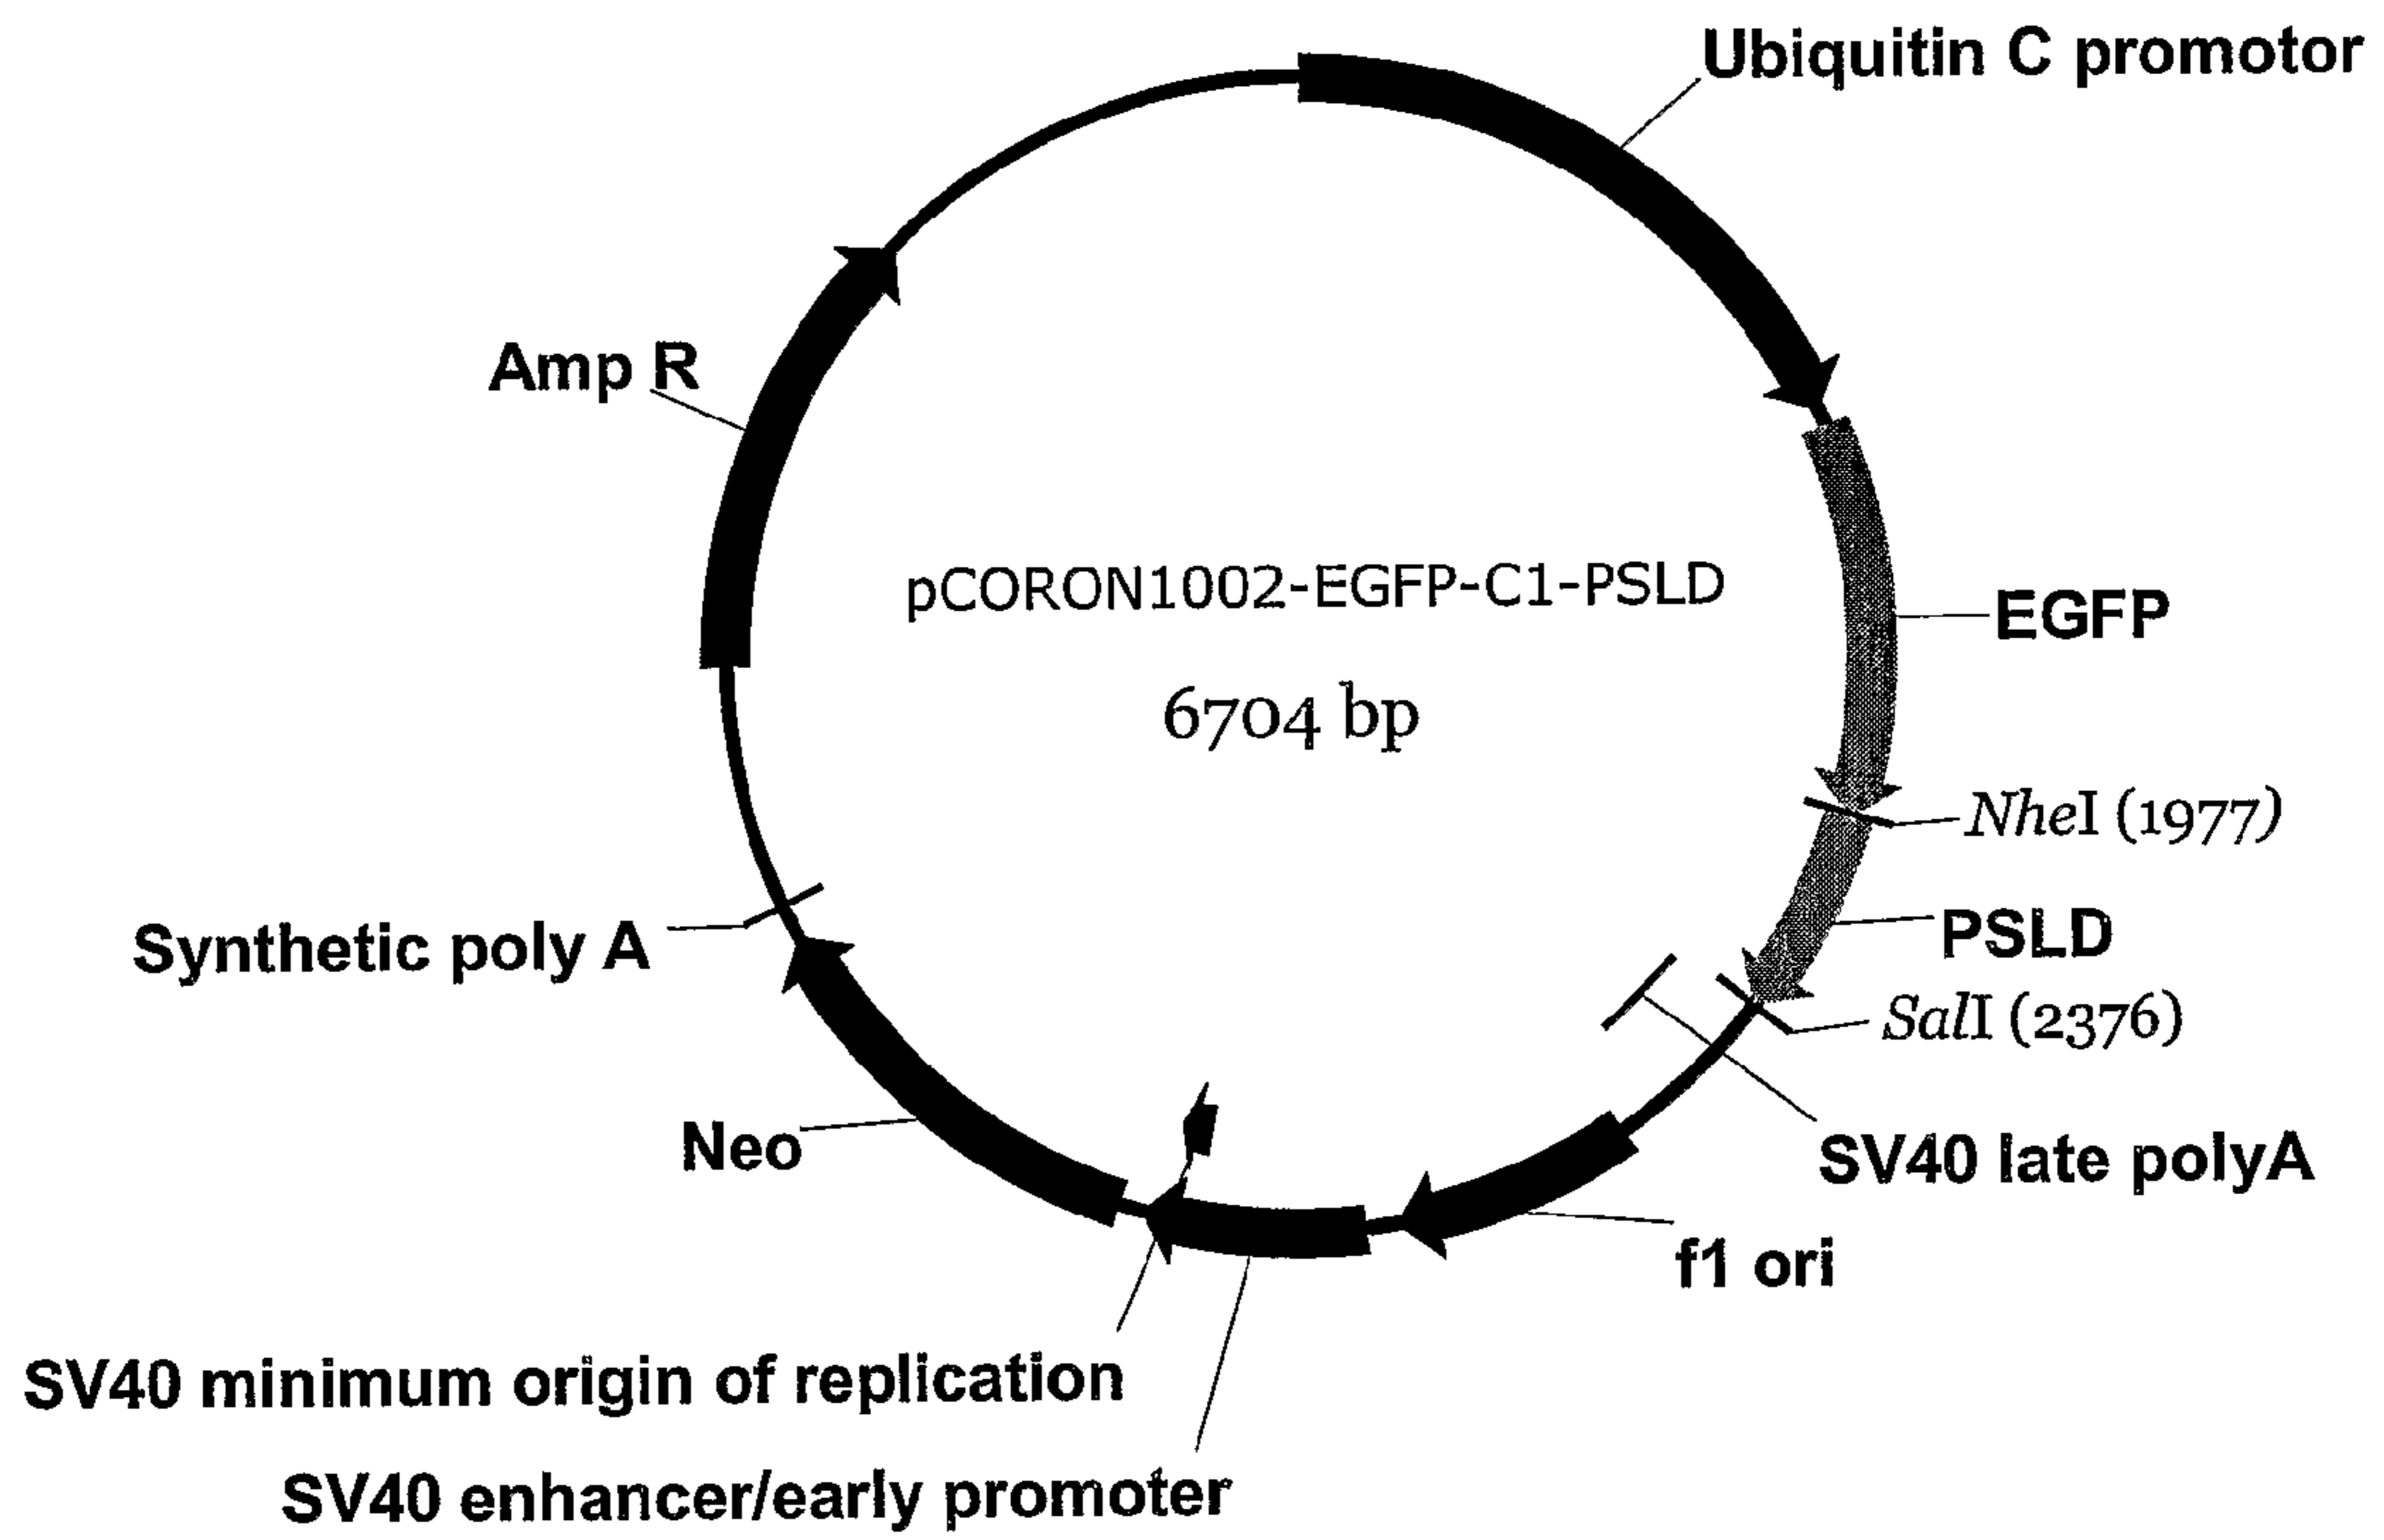 Ubiquitin C promotor
Amp R
pCORON1002-EGFP-C1-PSLD
6704 bp
EGFP
NheI (1977)
PSLD
Synthetic poly A
SalI (2376)
Neo
SV40 late polyA
f1 ori
SV40 minimum origin of replication
SV40 enhancer/early promoter